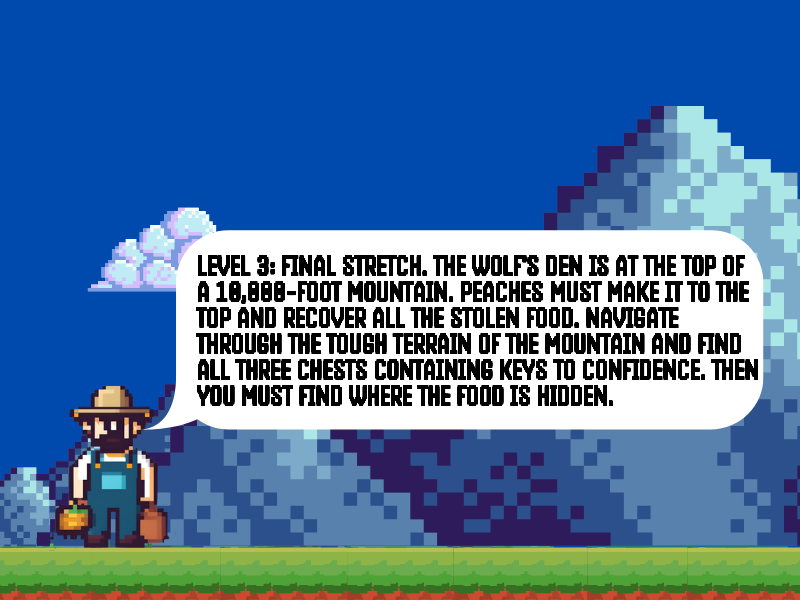 LEVEL 3: FINAL STRETCH. THE WOLF'S DEN IS AT THE TOP OF
A 10,000-FOOT MOUNTAIN. PEACHES MUST MAKE IT TO THE
TOP AND RECOVER ALL THE STOLEN FOOD. NAVIGATE
THROUGH THE TOUGH TERRAIN OF THE MOUNTAIN AND FIND
ALL THREE CHESTS CONTAINING KEYS TO CONFIDENCE. THEN
YOU MUST FIND WHERE THE FOOD IS HIDDEN.